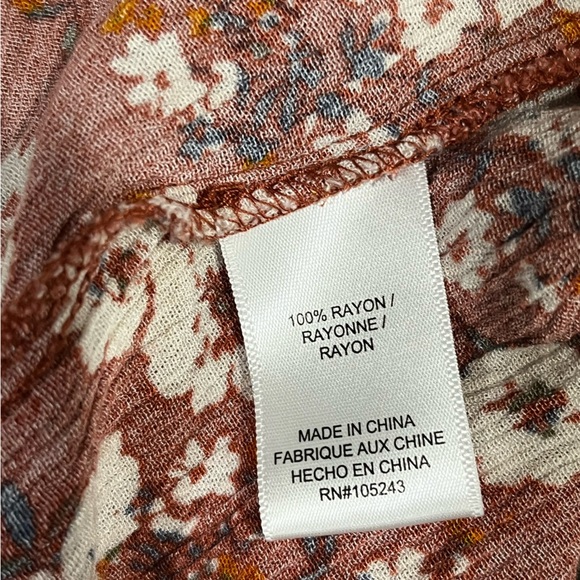 100% RAYON /
RAYONNE /
RAYON
MADE IN CHINA
FABRIQUE AUX CHINE
HECHO EN CHINA
RN#105243